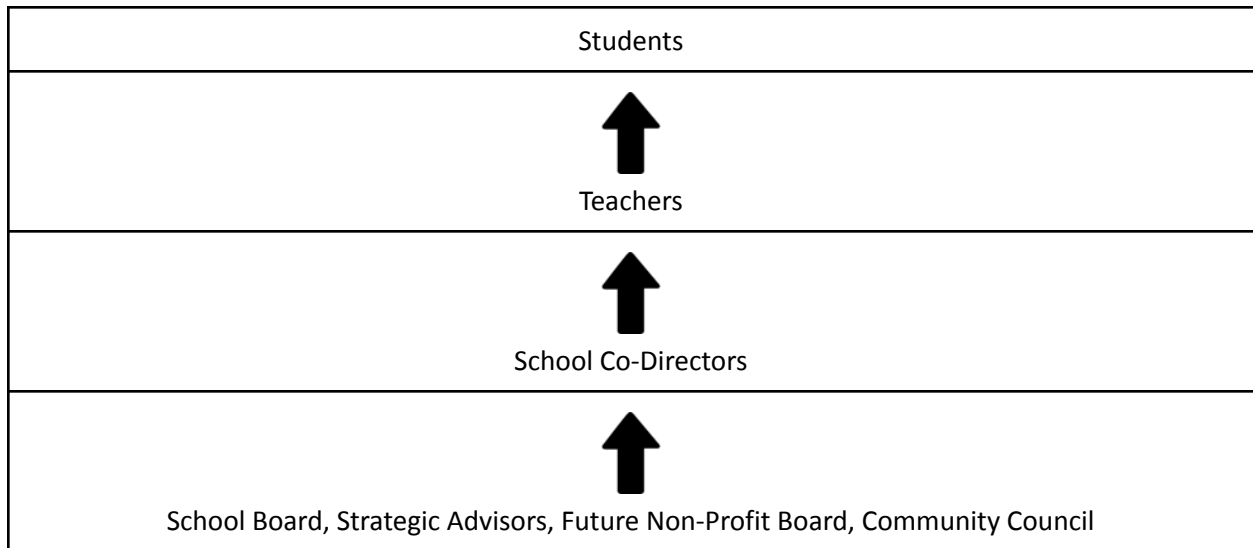 Students
Teachers
School Co-Directors
School Board, Strategic Advisors, Future Non-Profit Board, Community Council